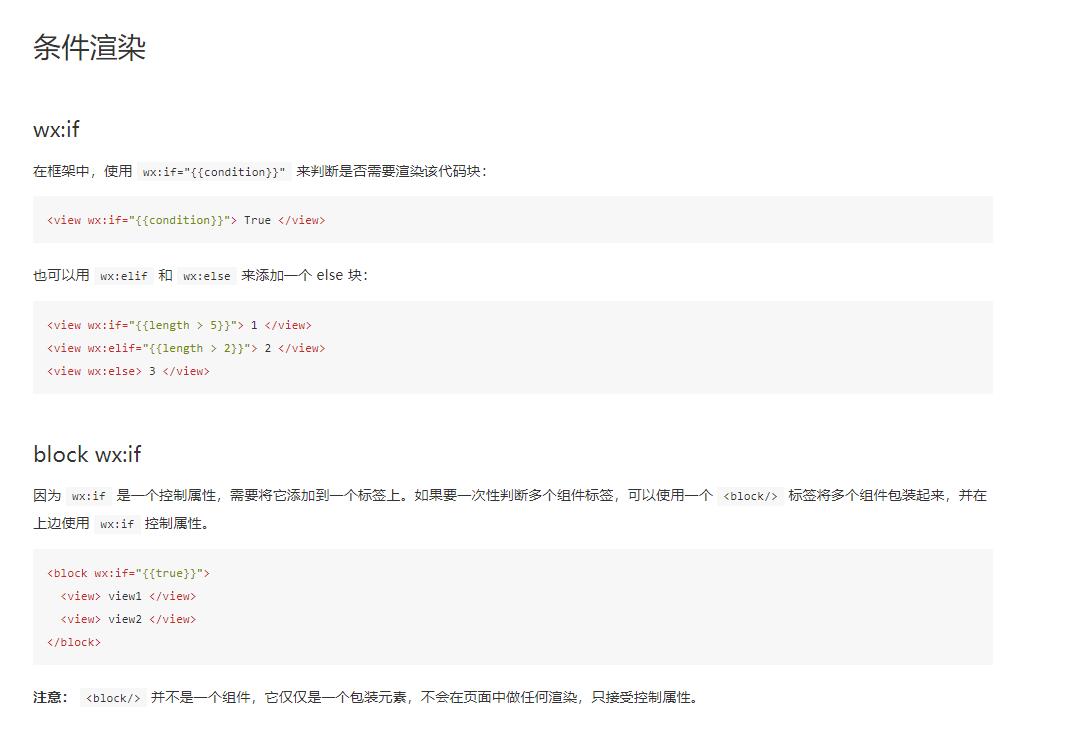 条件渲染
wx:if
在框架中，使用 wx:if="{{condition}}" 来判断是否需要渲染该代码块：
<view wx:if="{{condition}}"> True </view>
也可以用 wx:elif 和 wx:else 来添加一个 else 块：
<view wx:if="{{length > 5}}"> 1 </view>
<view wx:elif="{{length > 2}}"> 2 </view>
<view wx:else> 3 </view>
block wx:if
因为 wx:if 是一个控制属性，需要将它添加到一个标签上。如果要一次性判断多个组件标签，可以使用一个 <block/> 标签将多个组件包装起来，并在
上边使用 wx:if 控制属性。
<block wx:if="{{true}}">
  <view> view1 </view>
  <view> view2 </view>
</block>
注意： <block/> 并不是一个组件，它仅仅是一个包装元素，不会在页面中做任何渲染，只接受控制属性。